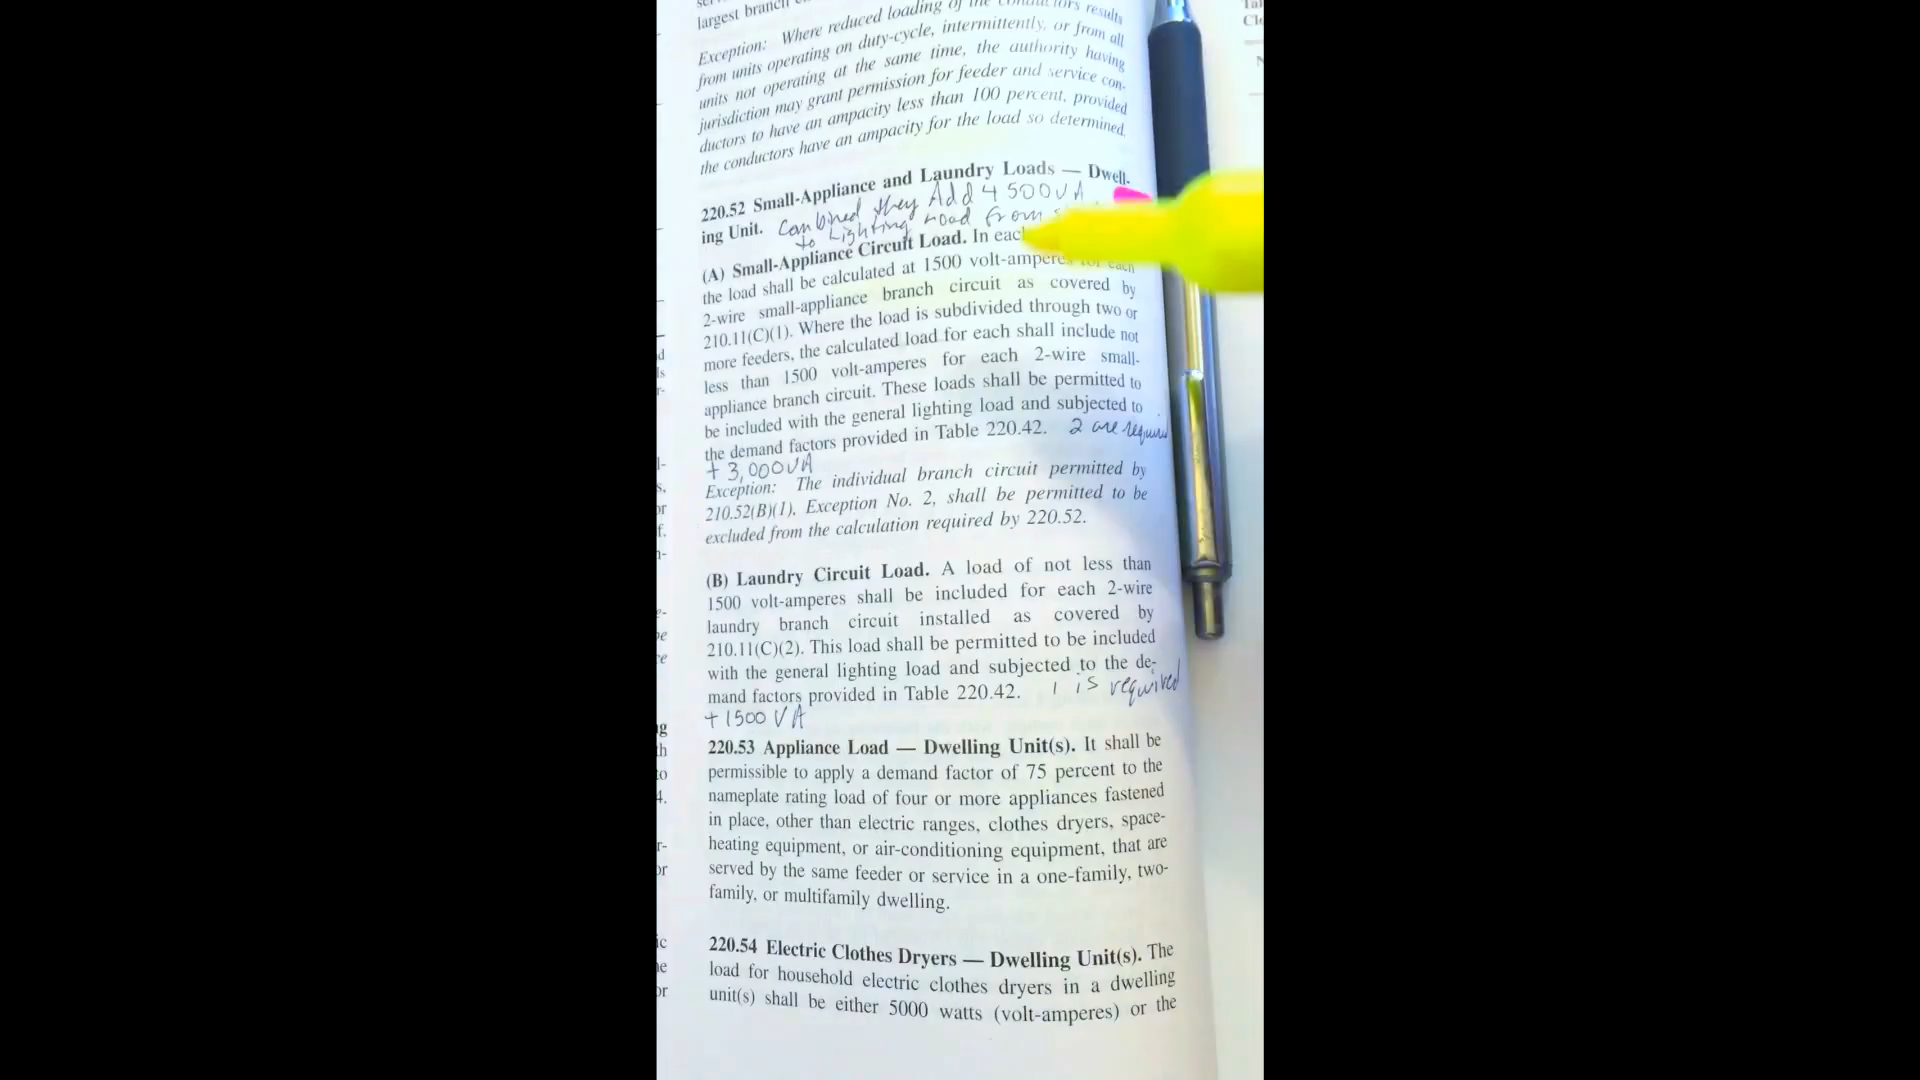 largest branch
Exception: Where reduced loading of the conductors results
from units operating on duty-cycle, intermittently, or from all
units not operating at the same time, the authority having
jurisdiction may grant permission for feeder and service con-
ductors to have an ampacity less than 100 percent, provided
the conductors have an ampacity for the load so determined.
220.52 Small-Appliance and Laundry Loads — Dwell-
ing Unit. Combined they Add 4500VA
to Lighting Load from
(A) Small-Appliance Circuit Load. In each
the load shall be calculated at 1500 volt-amperes for each
2-wire small-appliance branch circuit as covered by
210.11(C)(1). Where the load is subdivided through two or
more feeders, the calculated load for each shall include not
less than 1500 volt-amperes for each 2-wire small-
appliance branch circuit. These loads shall be permitted to
be included with the general lighting load and subjected to
the demand factors provided in Table 220.42. 2 are required
+ 3,000VA
Exception: The individual branch circuit permitted by
210.52(B)(1), Exception No. 2, shall be permitted to be
excluded from the calculation required by 220.52.
(B) Laundry Circuit Load. A load of not less than
1500 volt-amperes shall be included for each 2-wire
laundry branch circuit installed as covered by
210.11(C)(2). This load shall be permitted to be included
with the general lighting load and subjected to the de-
mand factors provided in Table 220.42. 1 is required
+1500 VA
220.53 Appliance Load — Dwelling Unit(s). It shall be
permissible to apply a demand factor of 75 percent to the
nameplate rating load of four or more appliances fastened
in place, other than electric ranges, clothes dryers, space-
heating equipment, or air-conditioning equipment, that are
served by the same feeder or service in a one-family, two-
family, or multifamily dwelling.
220.54 Electric Clothes Dryers — Dwelling Unit(s). The
load for household electric clothes dryers in a dwelling
unit(s) shall be either 5000 watts (volt-amperes) or the